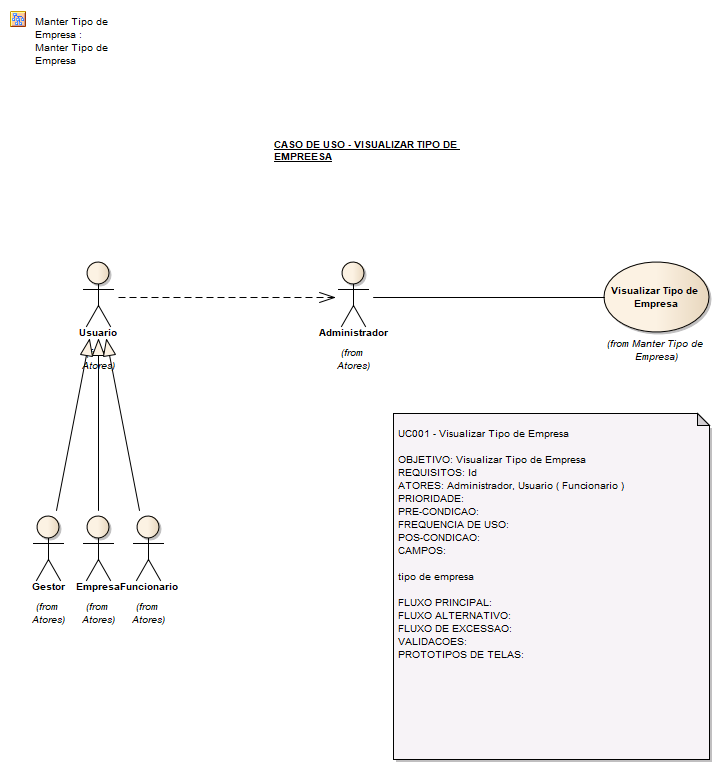 Manter Tipo de
Empresa :
Manter Tipo de
Empresa
CASO DE USO - VISUALIZAR TIPO DE
EMPREESA
Usuario
(from
Atores)
Administrador
(from
Atores)
Visualizar Tipo de
Empresa
(from Manter Tipo de
Empresa)
Gestor
(from
Atores)
Empresa
(from
Atores)
Funcionario
(from
Atores)
UC001 - Visualizar Tipo de Empresa
OBJETIVO: Visualizar Tipo de Empresa
REQUISITOS: Id
ATORES: Administrador, Usuario ( Funcionario )
PRIORIDADE:
PRE-CONDICAO:
FREQUENCIA DE USO:
POS-CONDICAO:
CAMPOS:
tipo de empresa
FLUXO PRINCIPAL:
FLUXO ALTERNATIVO:
FLUXO DE EXCESSAO:
VALIDACOES:
PROTOTIPOS DE TELAS: